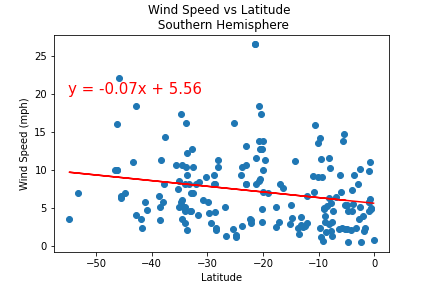 Wind Speed vs Latitude
Southern Hemisphere
Wind Speed (mph)
25
20
15
10
5
0
y = -0.07x + 5.56
−50
−40
−30
−20
−10
0
Latitude